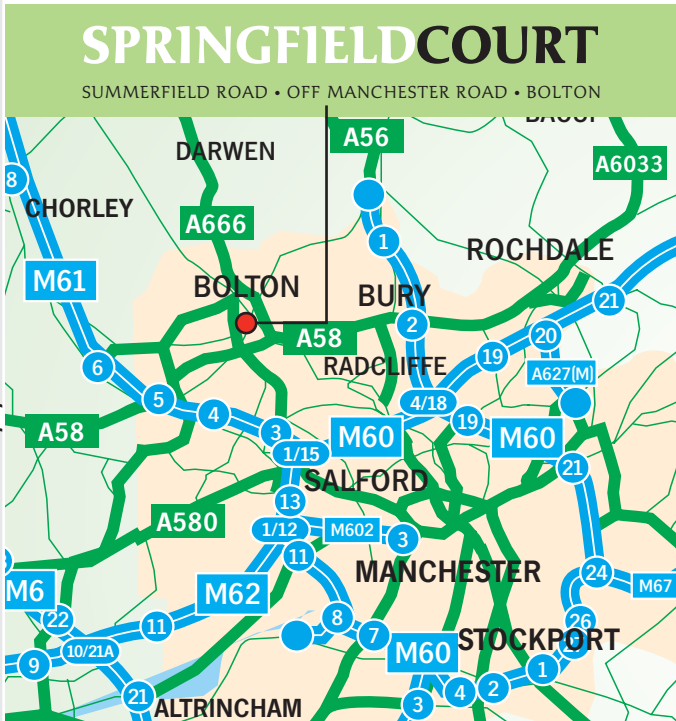 SPRINGFIELDCOURT
SUMMERFIELD ROAD • OFF MANCHESTER ROAD • BOLTON
A56
DARWEN
A6033
8
CHORLEY
A666
1
ROCHDALE
M61
BOLTON
BURY
21
2
A58
20
6
RADCLIFFE
19
A627(M)
5
4/18
4
19
A58
3
M60
M60
1/15
21
SALFORD
13
A580
1/12
M602
3
11
MANCHESTER
24
M67
M6
M62
22
8
26
11
7
STOCKPORT
10/21A
M60
9
1
21
4
2
ALTRINCHAM
3